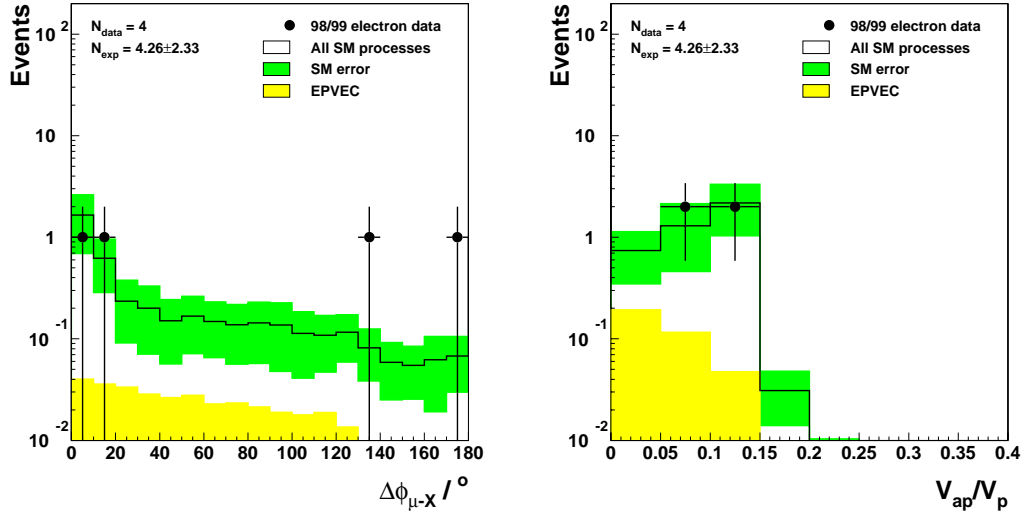 Events
N_data = 4
N_exp = 4.26±2.33
98/99 electron data
All SM processes
SM error
EPVEC
10^2
10
1
10^-1
10^-2
0 20 40 60 80 100 120 140 160 180
Δϕ_μ-X / °
Events
N_data = 4
N_exp = 4.26±2.33
98/99 electron data
All SM processes
SM error
EPVEC
10^2
10
1
10^-1
10^-2
0 0.05 0.1 0.15 0.2 0.25 0.3 0.35 0.4
V_ap/V_p